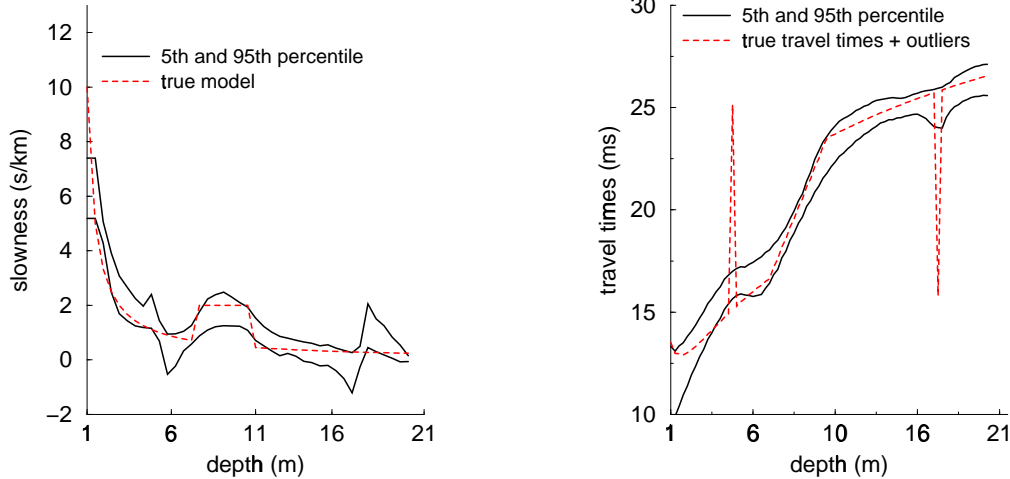 12
10
8
6
4
2
0
−2
slowness (s/km)
5th and 95th percentile
true model
1 6 11 16 21
depth (m)
30
25
20
15
10
travel times (ms)
5th and 95th percentile
true travel times + outliers
1 6 10 16 21
depth (m)